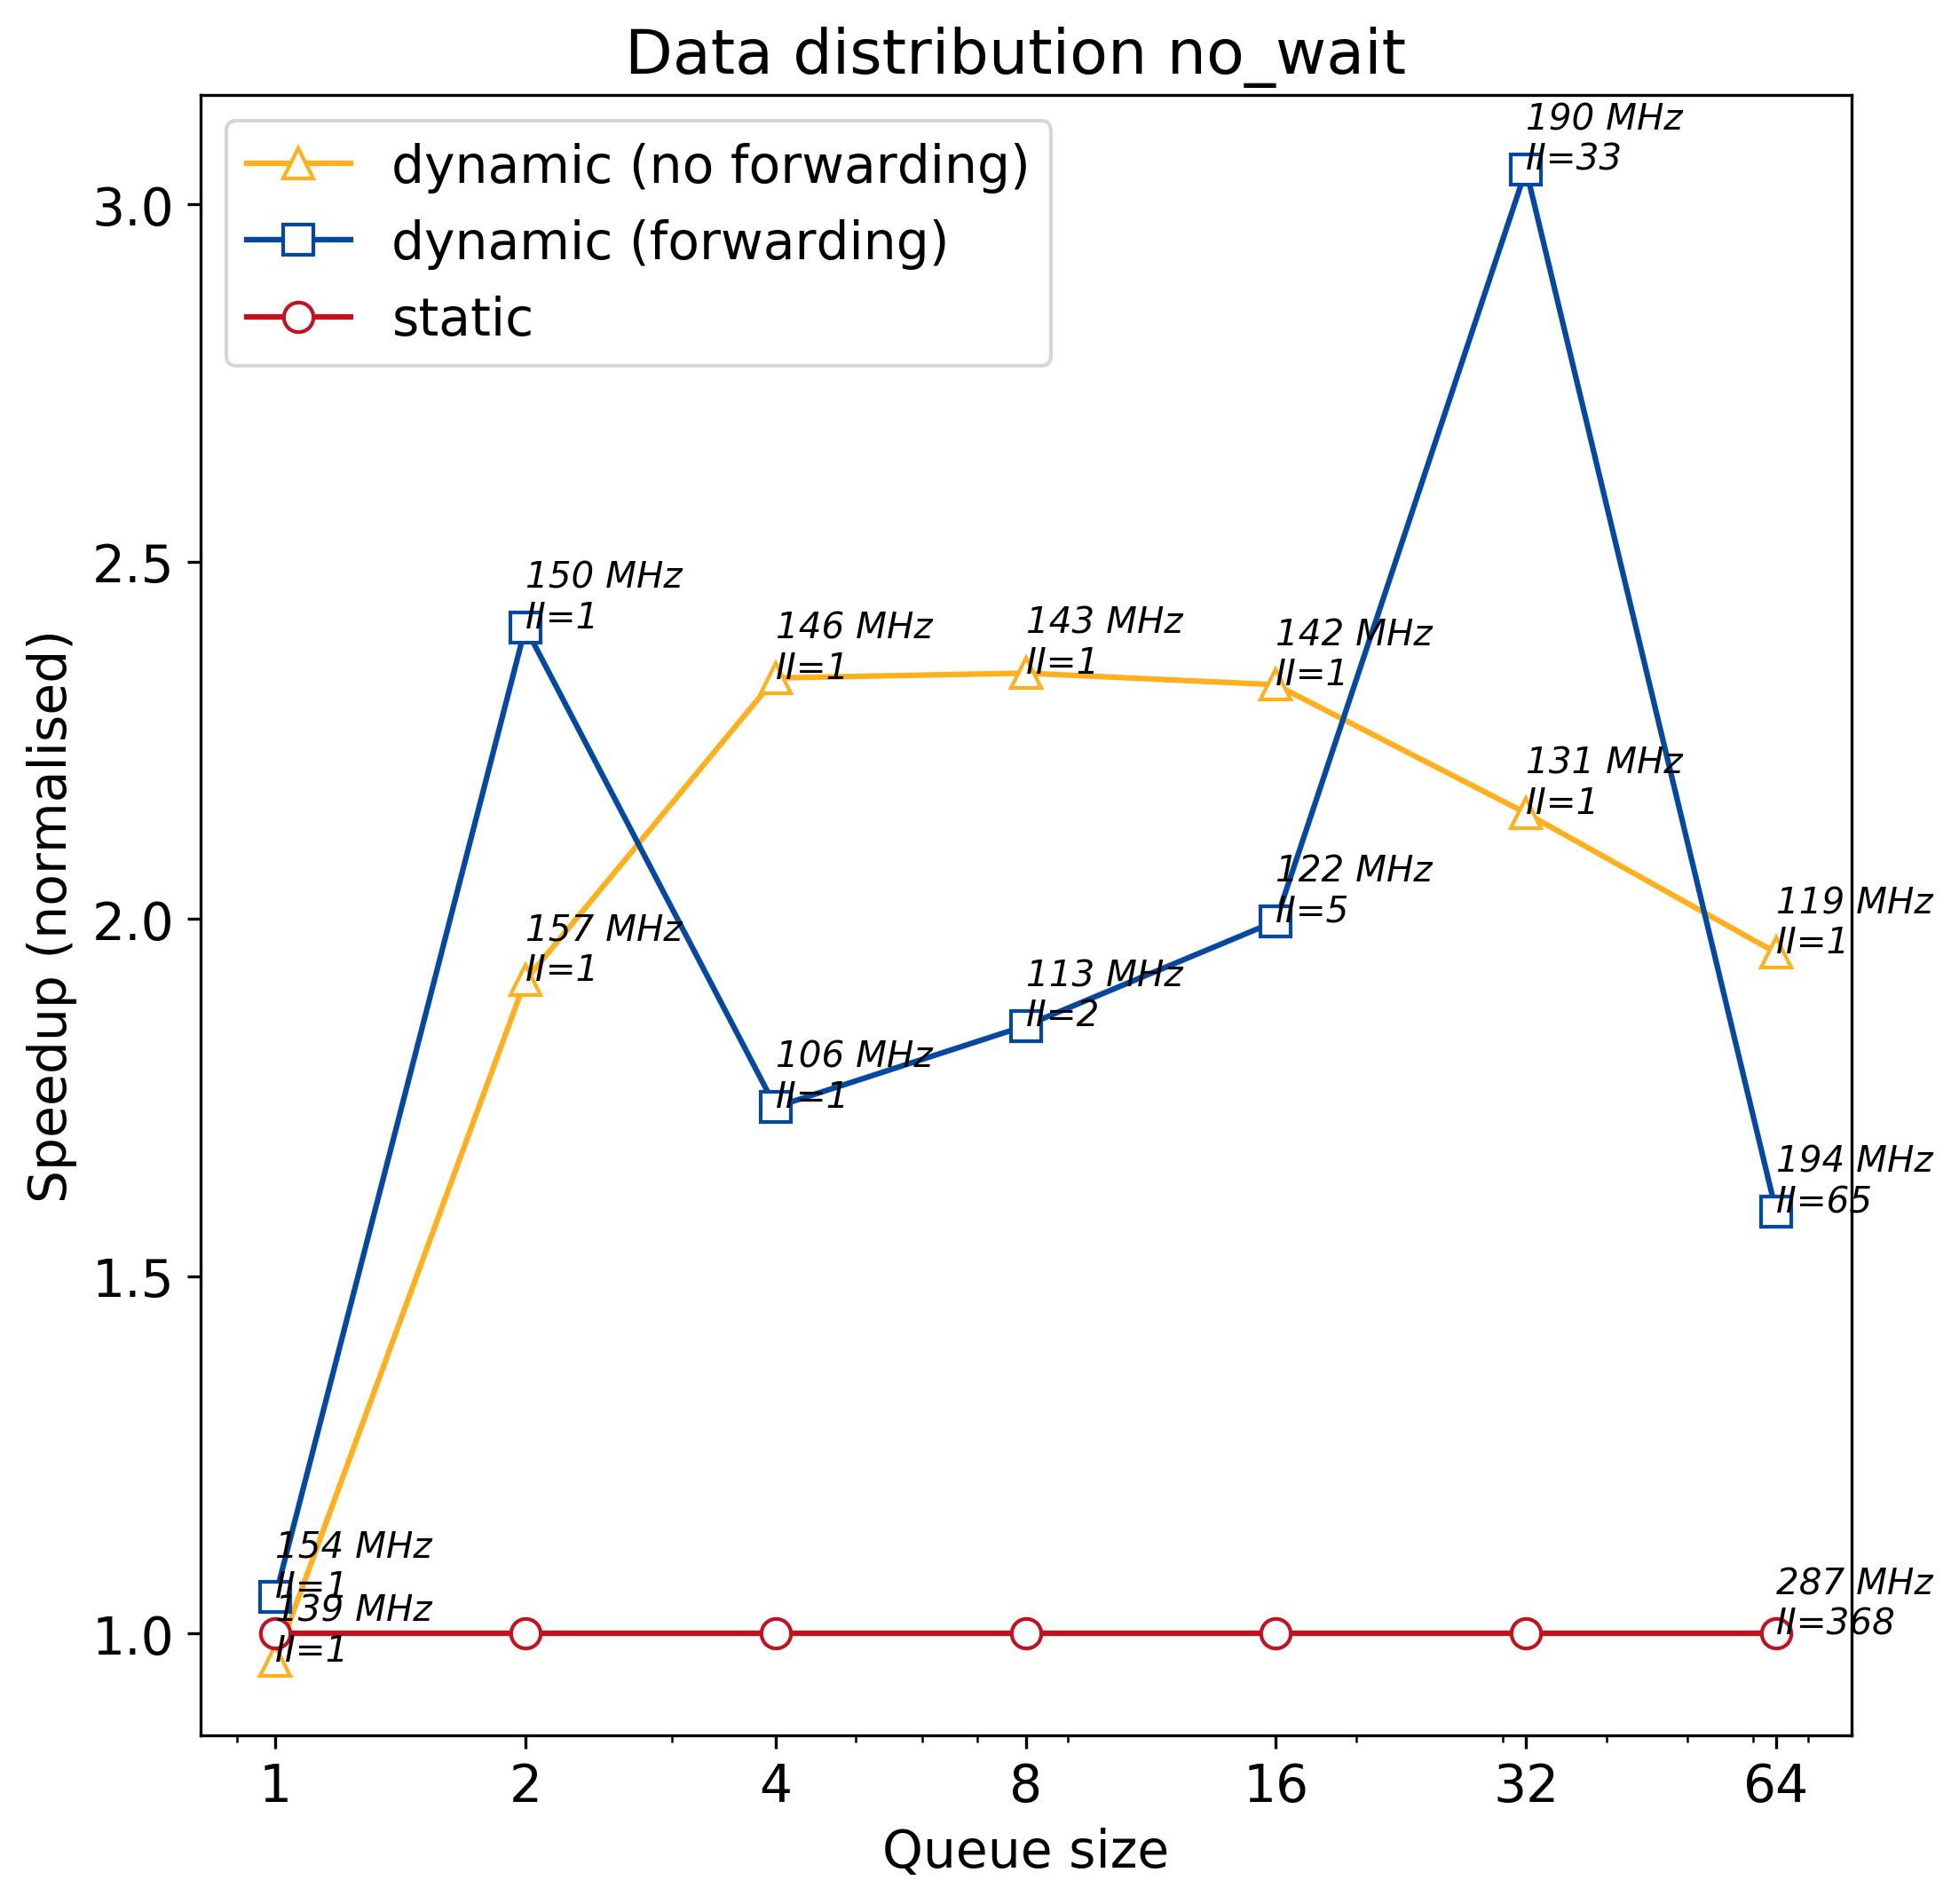 Data distribution no_wait
dynamic (no forwarding)
dynamic (forwarding)
static
190 MHz
II=33
3.0
2.5
2.0
1.5
1.0
Speedup (normalised)
150 MHz
II=1
146 MHz
II=1
143 MHz
II=1
142 MHz
II=1
131 MHz
II=1
122 MHz
II=5
119 MHz
II=1
157 MHz
II=1
113 MHz
II=2
106 MHz
II=1
194 MHz
II=65
154 MHz
II=1
139 MHz
II=1
287 MHz
II=368
1 2 4 8 16 32 64
Queue size